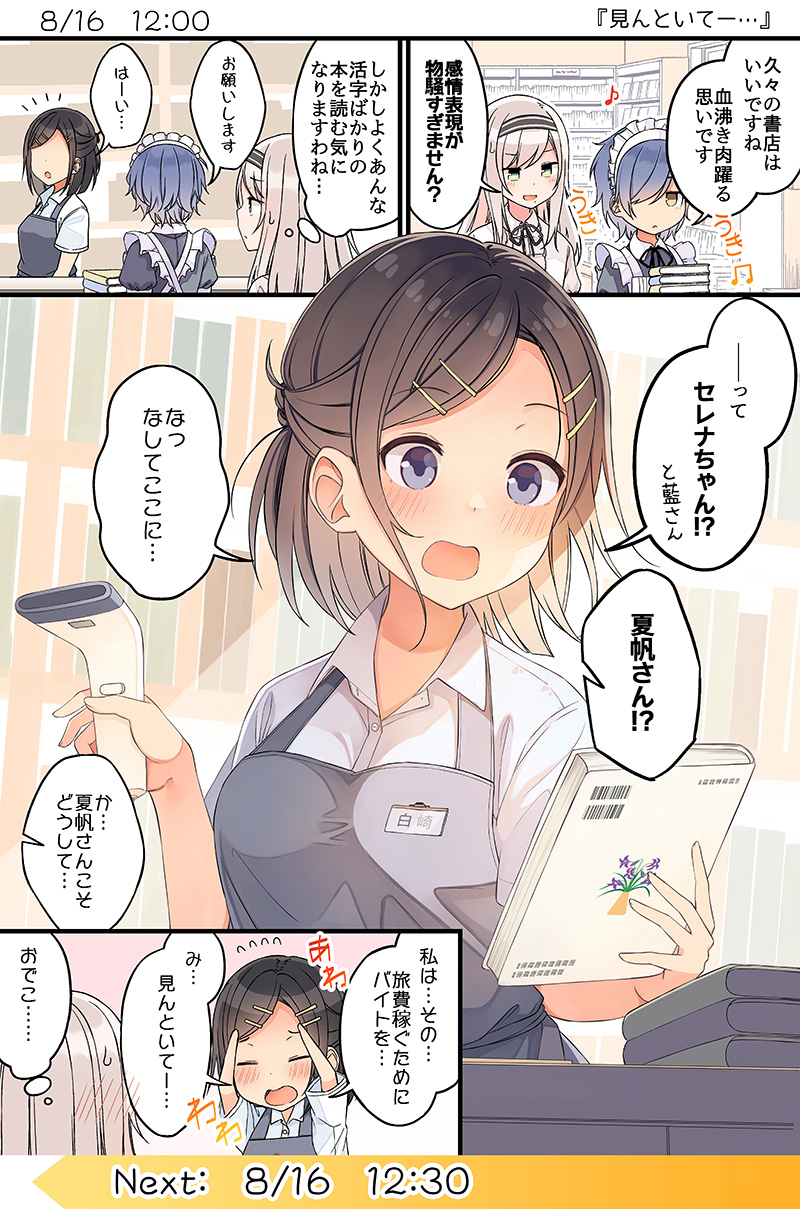 8/16 12:00
『見んといてー…』
久々の書店は
いいですね
血沸き肉躍る
思いです
うき
うき
感情表現が
物騒すぎません?
しかしよくあんな
活字ばかりの
本を読む気に
なりますわね…
お願いします
はーい…
――って
セレナちゃん!?
と藍さん
夏帆さん!?
なっ
なしてここに…
か…
夏帆さんこそ
どうして…
白崎
私は…その…
旅費稼ぐために
バイトを…
あわ
わわ
み…
見んといてー…
おでこ……
Next: 8/16 12:30